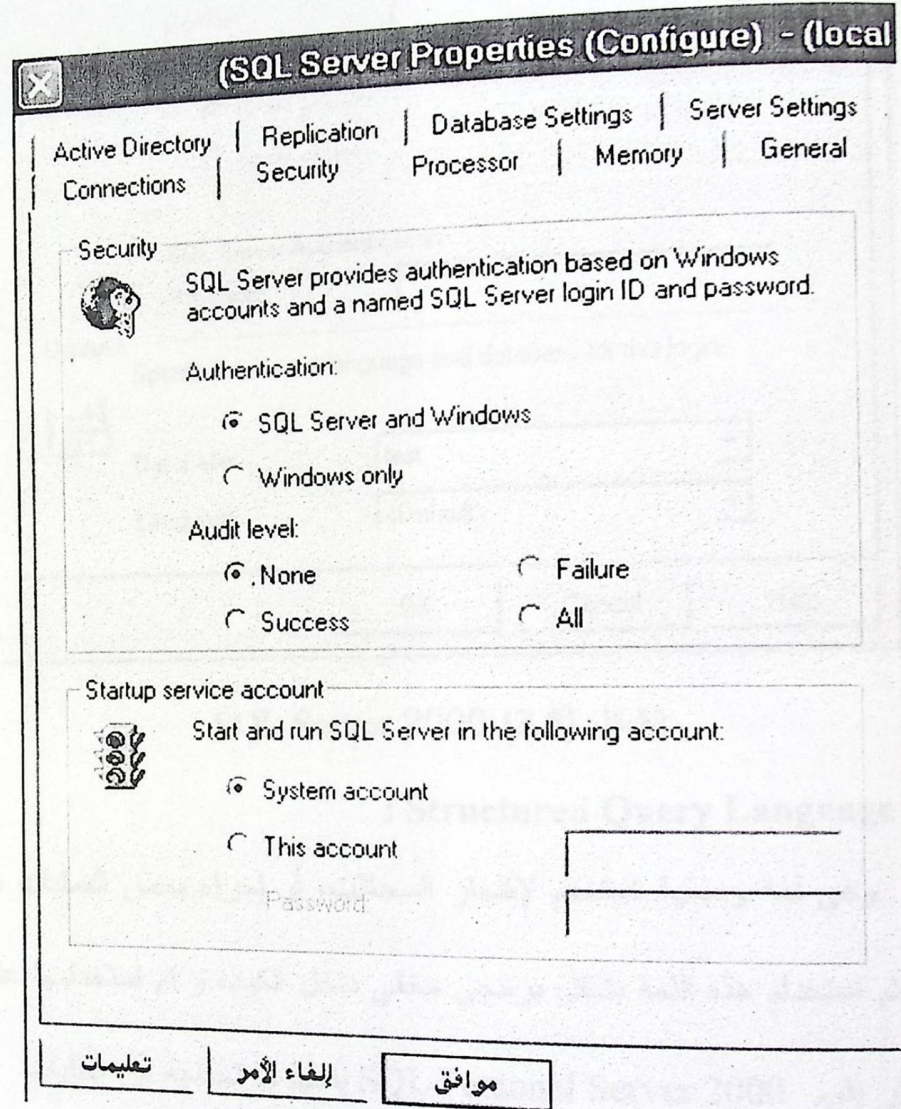 (SQL Server Properties (Configure) - (local
Active Directory Replication Database Settings Server Settings
Connections Security Processor Memory General
Security
SQL Server provides authentication based on Windows
accounts and a named SQL Server login ID and password.
Authentication:
SQL Server and Windows
Windows only
Audit level:
None Failure
Success All
Startup service account
Start and run SQL Server in the following account:
System account
This account
Password:
: Structured Query Language
موافق إلغاء الأمر تعليمات